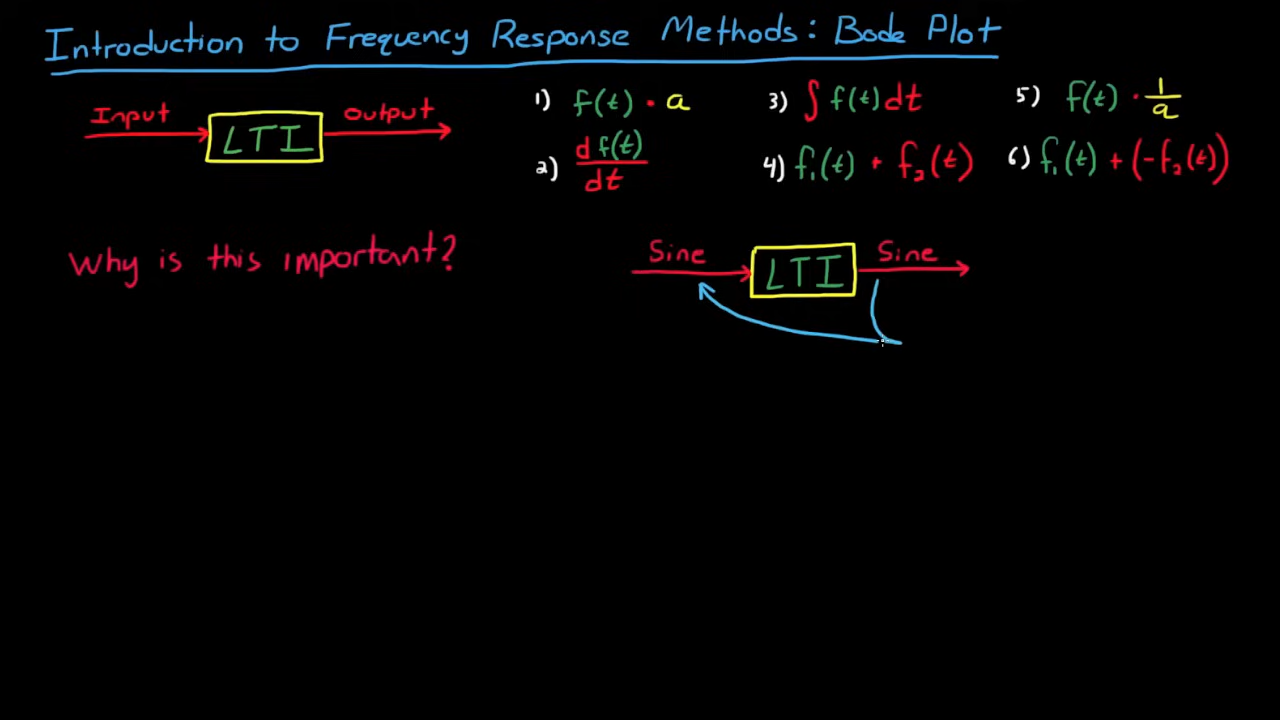 Introduction to Frequency Response Methods: Bode Plot
Input LTI output
1) f(t) · a
2) d f(t) / dt
3) ∫ f(t) dt
4) f₁(t) + f₂(t)
5) f(t) · 1/a
6) f₁(t) + (-f₂(t))
Why is this important?
Sine LTI Sine